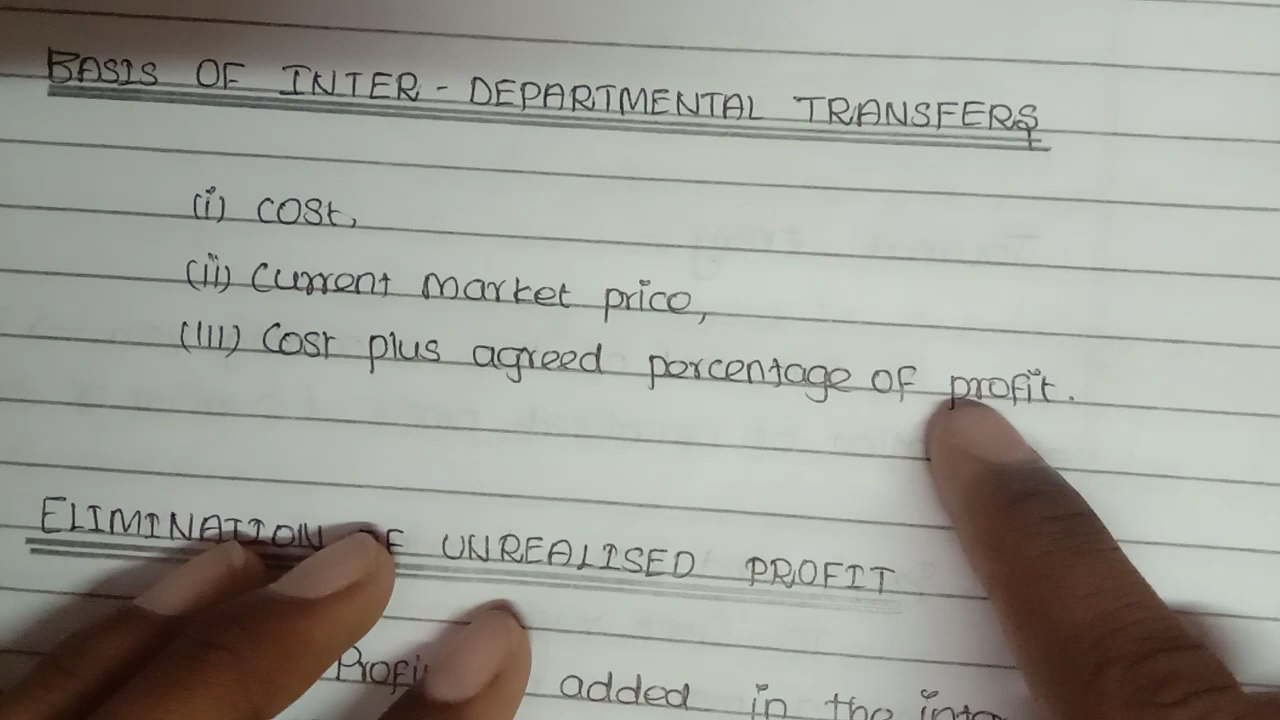 BASIS OF INTER-DEPARTMENTAL TRANSFERS
(i) cost,
(ii) Current market price,
(III) Cost plus agreed percentage of profit.
ELIMINATION OF UNREALISED PROFIT
added in the